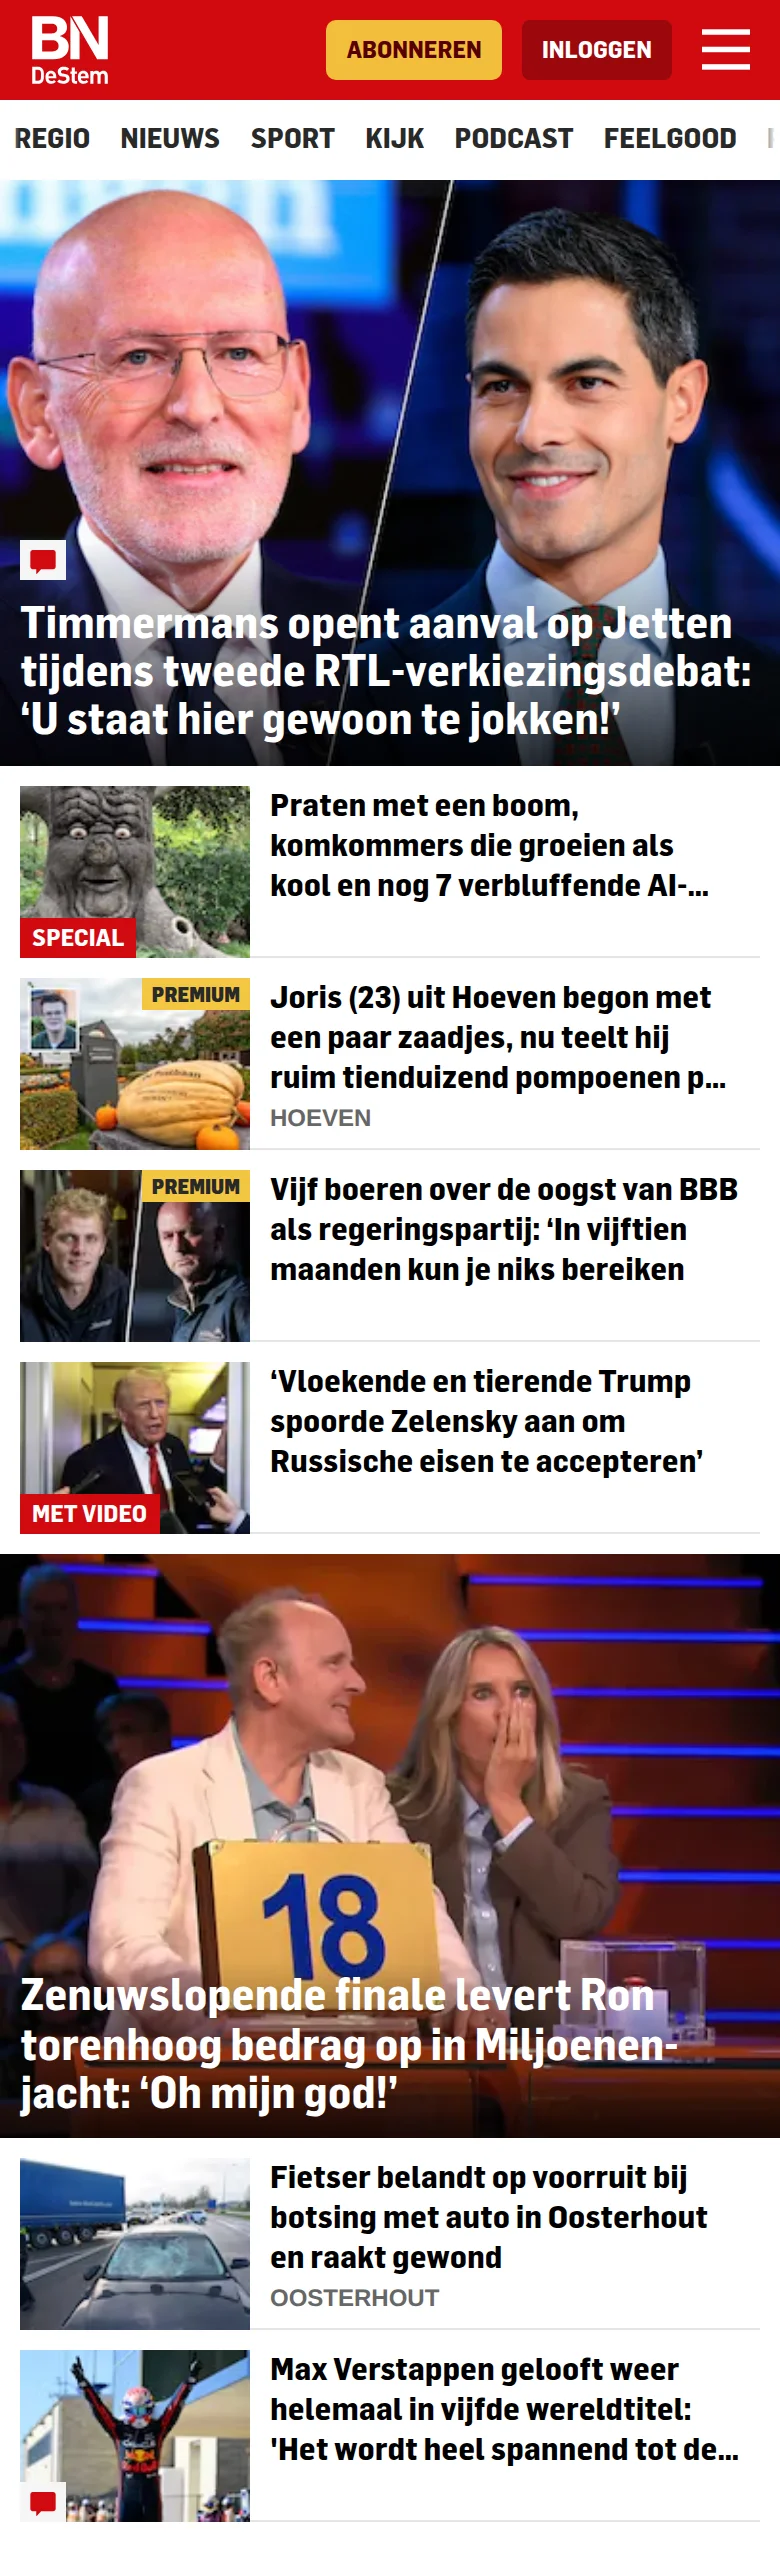 BN
DeStem
ABONNEREN
INLOGGEN
REGIO NIEUWS SPORT KIJK PODCAST FEELGOOD
Timmermans opent aanval op Jetten
tijdens tweede RTL-verkiezingsdebat:
‘U staat hier gewoon te jokken!’
SPECIAL
Praten met een boom,
komkommers die groeien als
kool en nog 7 verbluffende AI-...
PREMIUM
Joris (23) uit Hoeven begon met
een paar zaadjes, nu teelt hij
ruim tienduizend pompoenen p...
HOEVEN
PREMIUM
Vijf boeren over de oogst van BBB
als regeringspartij: ‘In vijftien
maanden kun je niks bereiken
MET VIDEO
‘Vloekende en tierende Trump
spoorde Zelensky aan om
Russische eisen te accepteren’
18
Zenuwslopende finale levert Ron
torenhoog bedrag op in Miljoenen-
jacht: ‘Oh mijn god!’
Fietser belandt op voorruit bij
botsing met auto in Oosterhout
en raakt gewond
OOSTERHOUT
Max Verstappen gelooft weer
helemaal in vijfde wereldtitel:
'Het wordt heel spannend tot de...